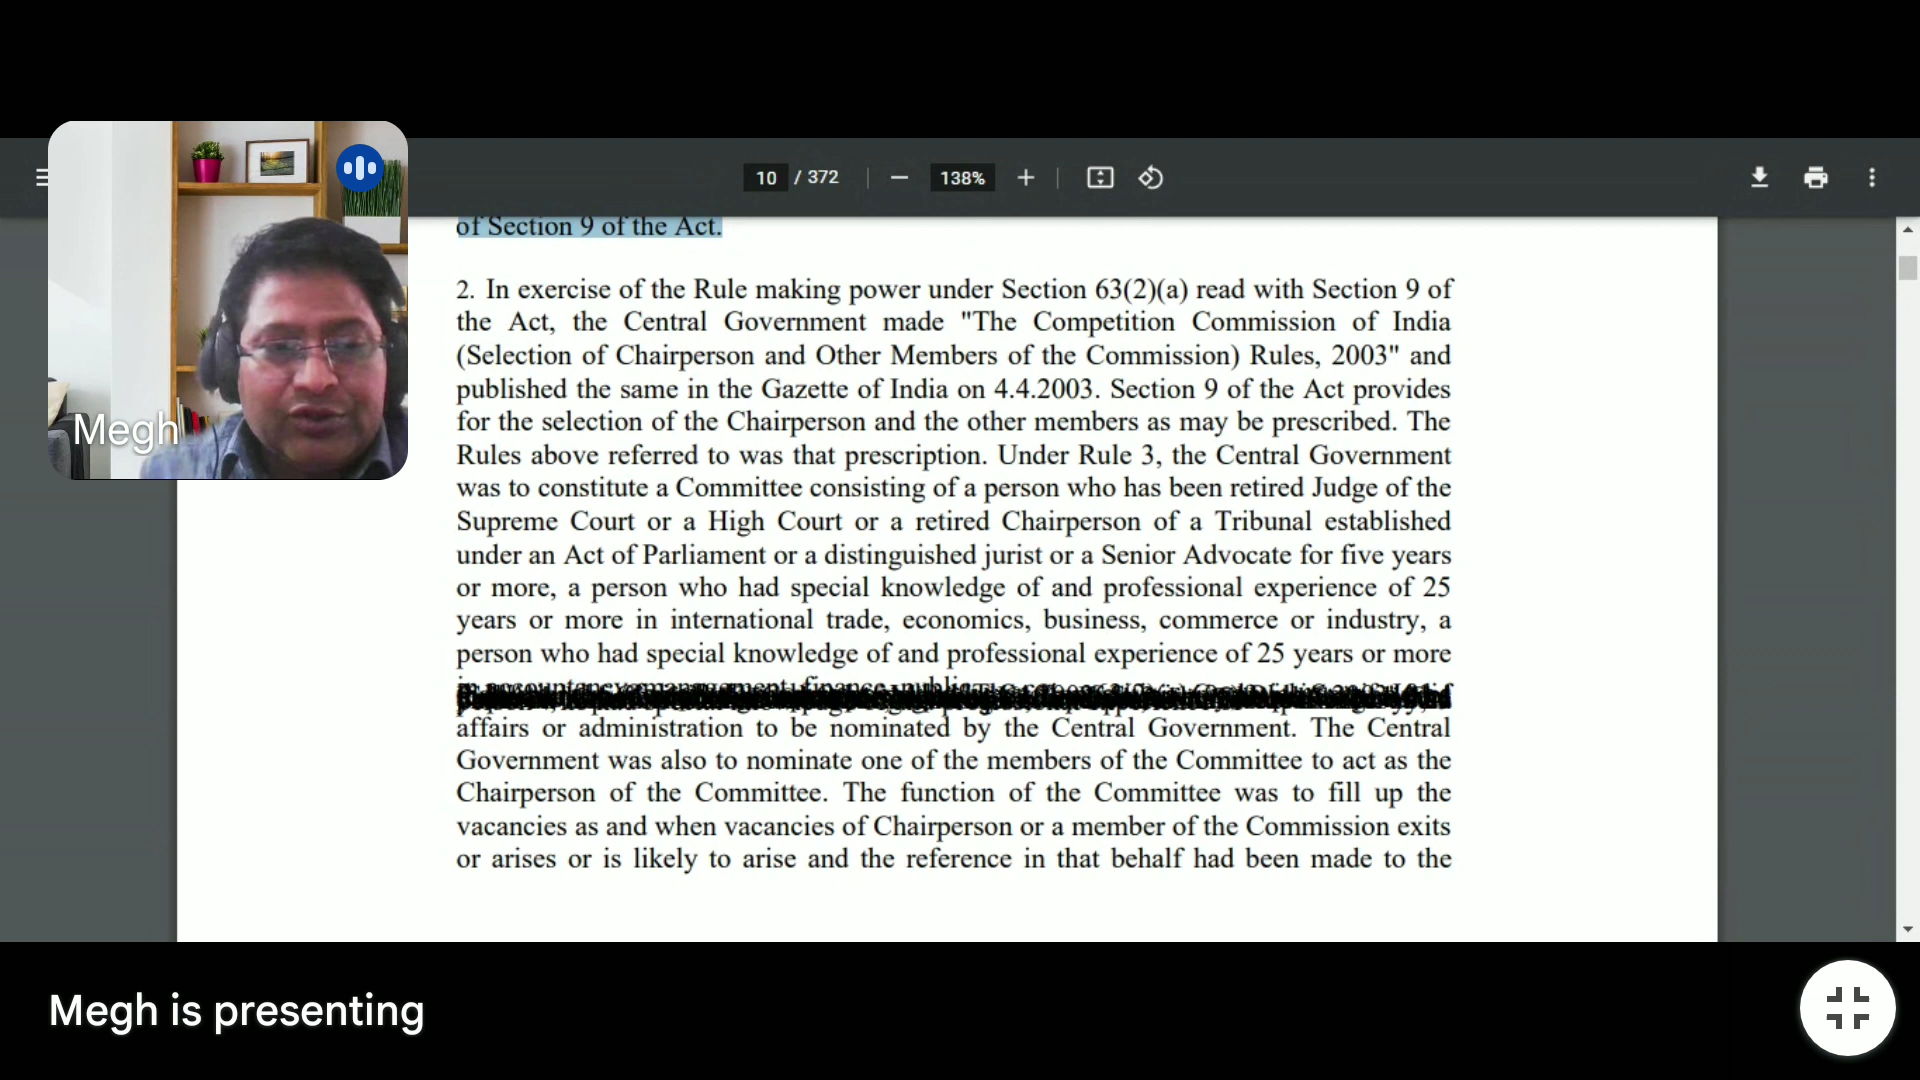 10 / 372
138%
Megh
of Section 9 of the Act.
2. In exercise of the Rule making power under Section 63(2)(a) read with Section 9 of
the Act, the Central Government made "The Competition Commission of India
(Selection of Chairperson and Other Members of the Commission) Rules, 2003" and
published the same in the Gazette of India on 4.4.2003. Section 9 of the Act provides
for the selection of the Chairperson and the other members as may be prescribed. The
Rules above referred to was that prescription. Under Rule 3, the Central Government
was to constitute a Committee consisting of a person who has been retired Judge of the
Supreme Court or a High Court or a retired Chairperson of a Tribunal established
under an Act of Parliament or a distinguished jurist or a Senior Advocate for five years
or more, a person who had special knowledge of and professional experience of 25
years or more in international trade, economics, business, commerce or industry, a
person who had special knowledge of and professional experience of 25 years or more
affairs or administration to be nominated by the Central Government. The Central
Government was also to nominate one of the members of the Committee to act as the
Chairperson of the Committee. The function of the Committee was to fill up the
vacancies as and when vacancies of Chairperson or a member of the Commission exits
or arises or is likely to arise and the reference in that behalf had been made to the
Megh is presenting